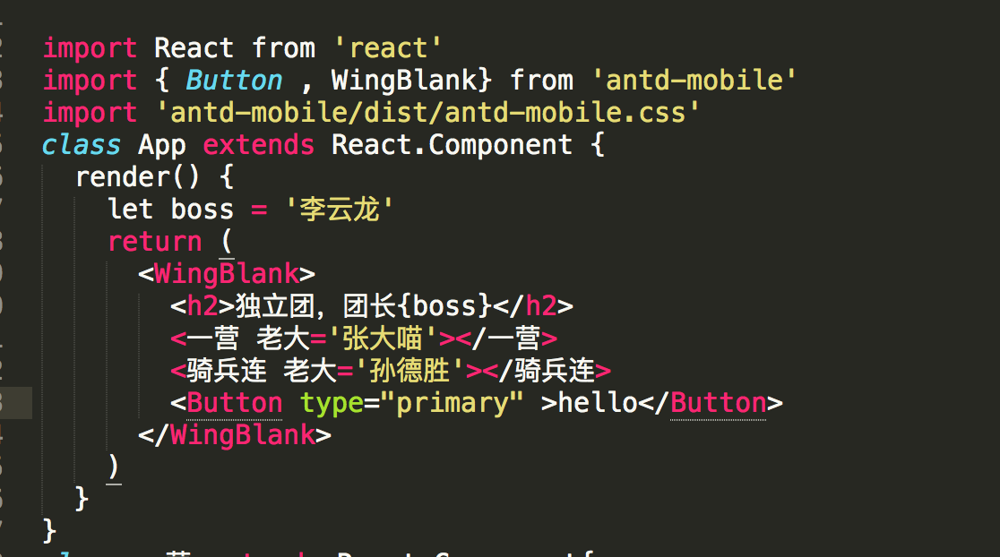 import React from 'react'
import { Button , WingBlank} from 'antd-mobile'
import 'antd-mobile/dist/antd-mobile.css'
class App extends React.Component {
  render() {
    let boss = '李云龙'
    return (
      <WingBlank>
        <h2>独立团，团长{boss}</h2>
        <一营 老大='张大喵'></一营>
        <骑兵连 老大='孙德胜'></骑兵连>
        <Button type="primary" >hello</Button>
      </WingBlank>
    )
  }
}